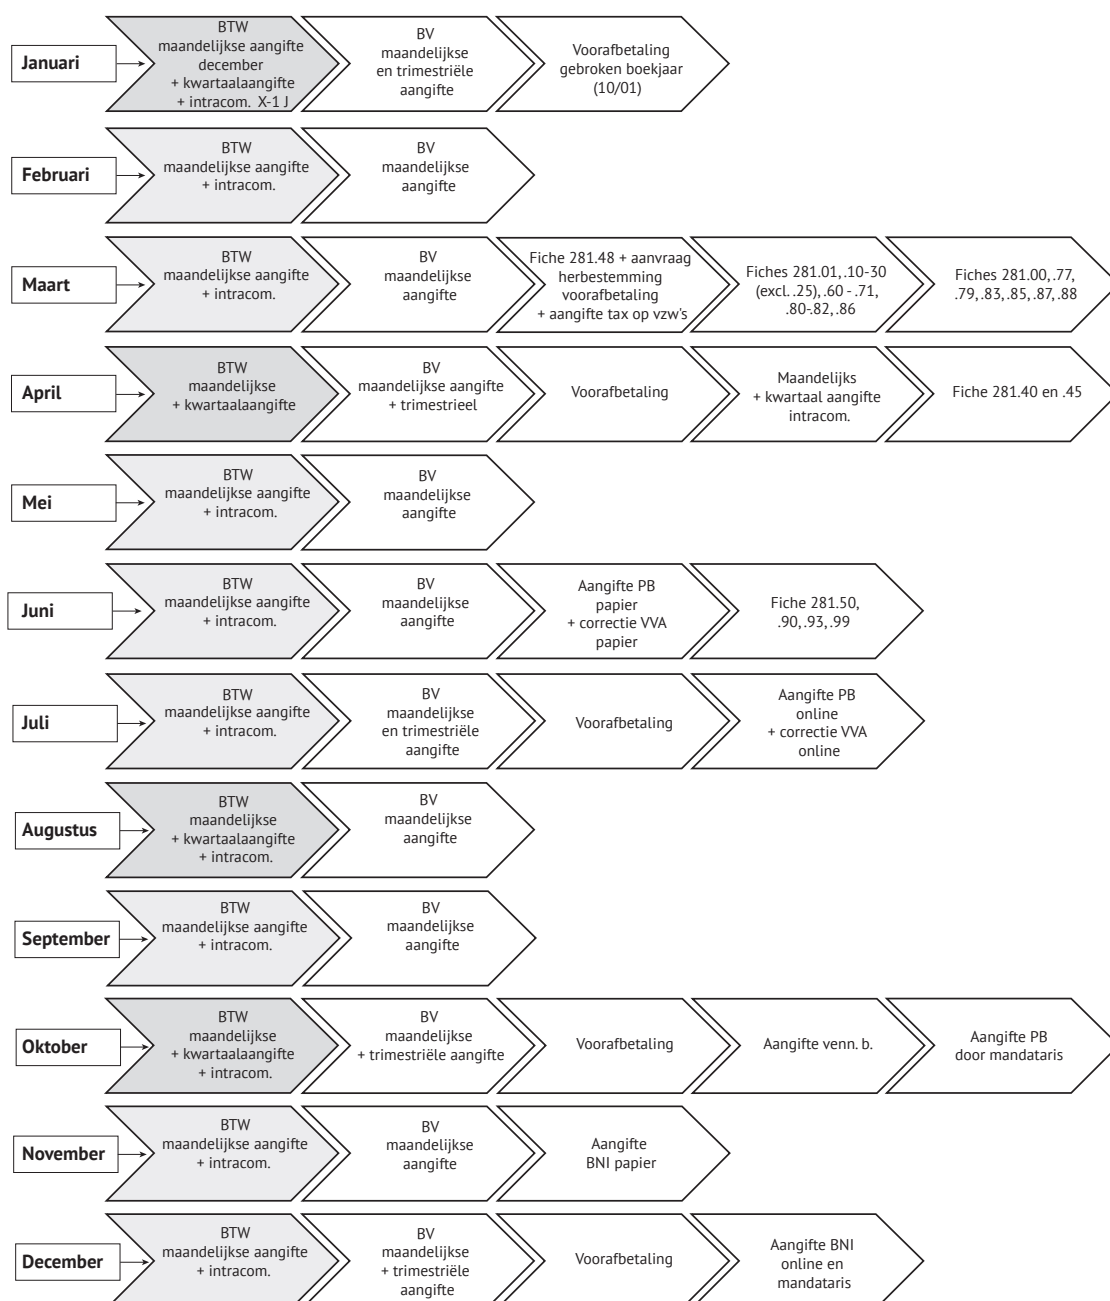 Januari
BTW
maandelijkse aangifte
december
+ kwartaalaangifte
+ intracom. X-1 J
BV
maandelijkse
en trimestriële
aangifte
Voorafbetaling
gebroken boekjaar
(10/01)
Februari
BTW
maandelijkse aangifte
+ intracom.
BV
maandelijkse
aangifte
Maart
BTW
maandelijkse aangifte
+ intracom.
BV
maandelijkse
aangifte
Fiche 281.48 + aanvraag
herbestemming
voorafbetaling
+ aangifte tax op vzw's
Fiches 281.01, .10-30
(excl. .25), .60 - .71,
.80-.82, .86
Fiches 281.00, .77,
.79, .83, .85, .87, .88
April
BTW
maandelijkse
+ kwartaalaangifte
BV
maandelijkse aangifte
+ trimestrieel
Voorafbetaling
Maandelijks
+ kwartaal aangifte
intracom.
Fiche 281.40 en .45
Mei
BTW
maandelijkse aangifte
+ intracom.
BV
maandelijkse
aangifte
Juni
BTW
maandelijkse aangifte
+ intracom.
BV
maandelijkse
aangifte
Aangifte PB
papier
+ correctie VVA
papier
Fiche 281.50,
.90, .93, .99
Juli
BTW
maandelijkse aangifte
+ intracom.
BV
maandelijkse
en trimestriële
aangifte
Voorafbetaling
Aangifte PB
online
+ correctie VVA
online
Augustus
BTW
maandelijkse
+ kwartaalaangifte
+ intracom.
BV
maandelijkse
aangifte
September
BTW
maandelijkse aangifte
+ intracom.
BV
maandelijkse
aangifte
Oktober
BTW
maandelijkse
+ kwartaalaangifte
+ intracom.
BV
maandelijkse
+ trimestriële aangifte
Voorafbetaling
Aangifte venn. b.
Aangifte PB
door mandataris
November
BTW
maandelijkse aangifte
+ intracom.
BV
maandelijkse
aangifte
Aangifte
BNI papier
December
BTW
maandelijkse aangifte
+ intracom.
BV
maandelijkse
+ trimestriële
aangifte
Voorafbetaling
Aangifte BNI
online en
mandataris